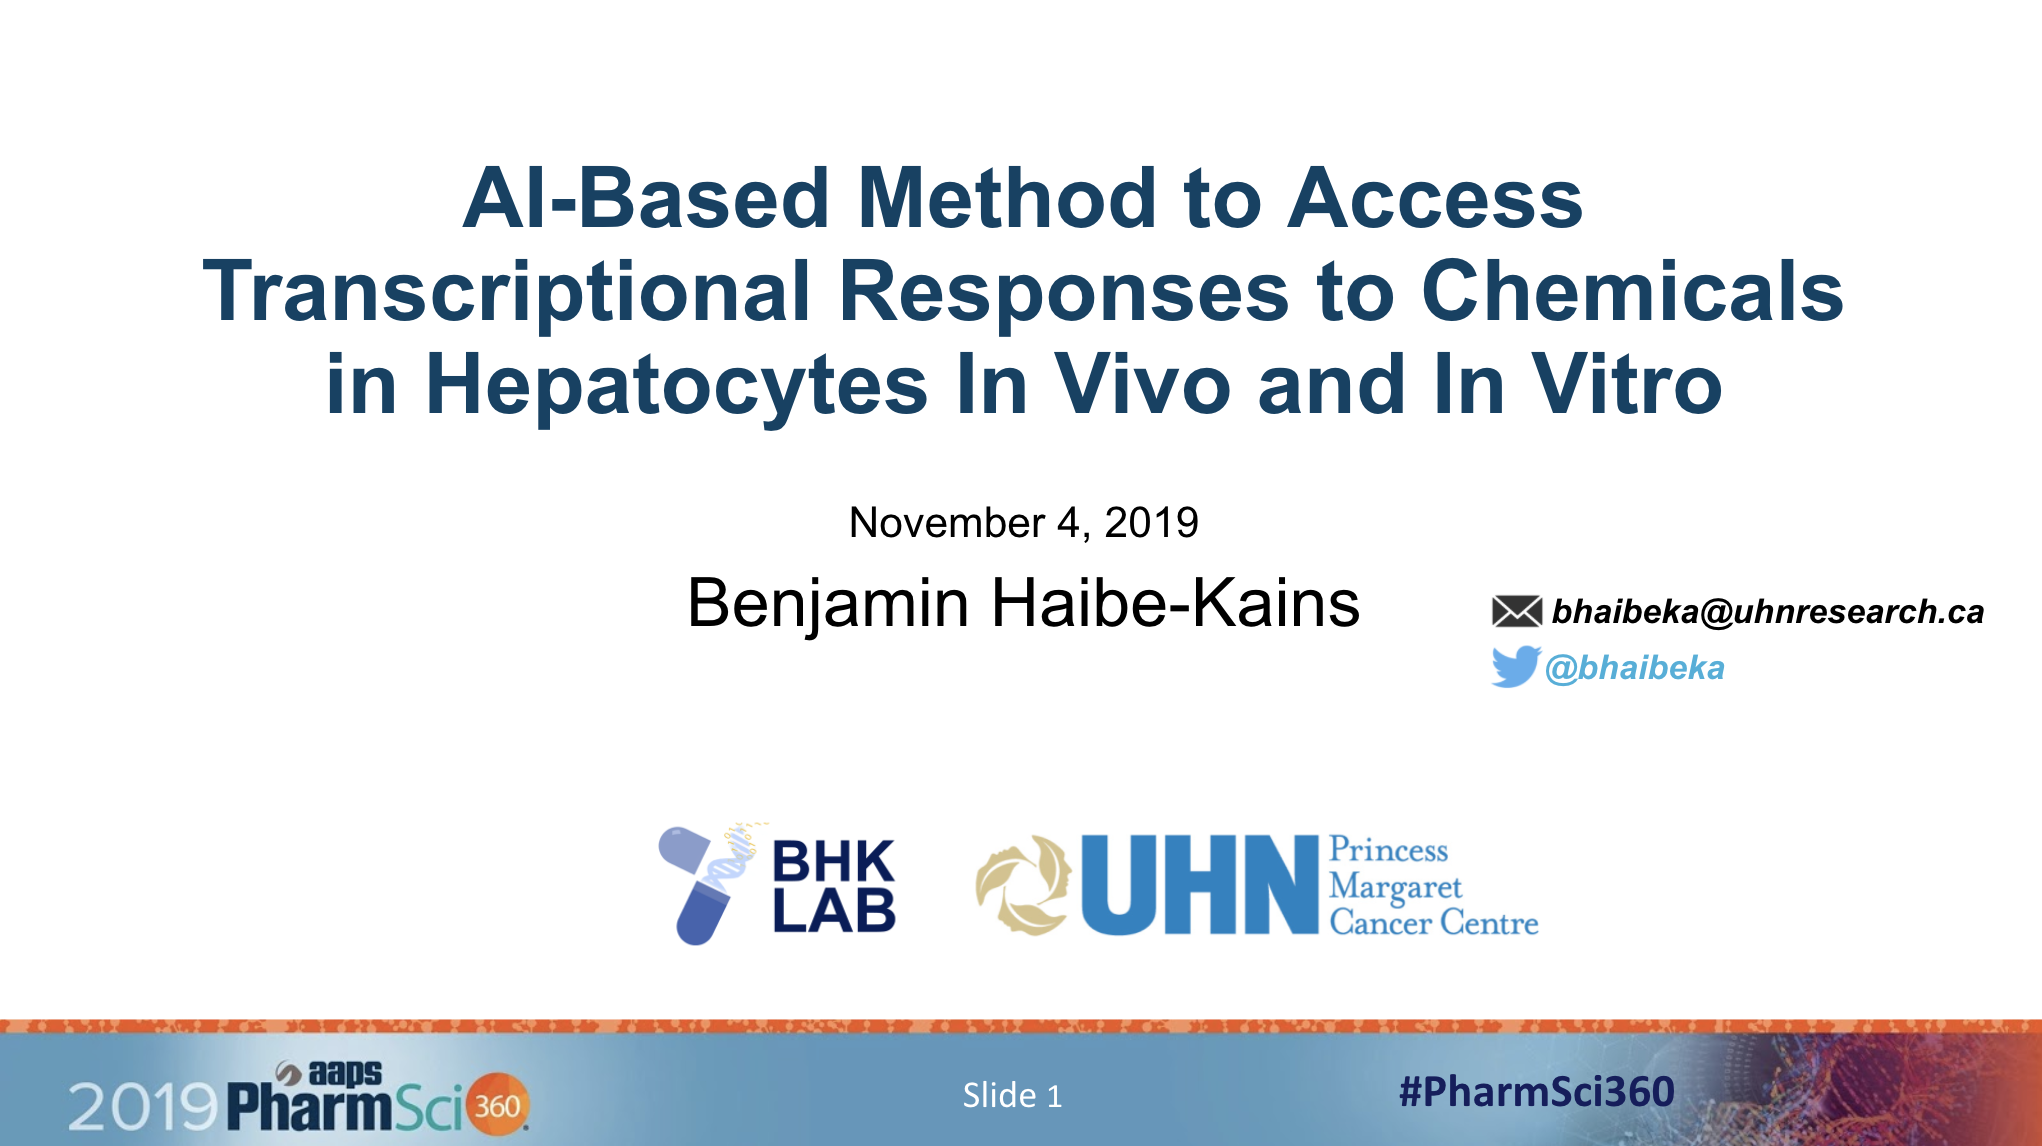 AI-Based Method to Access
Transcriptional Responses to Chemicals
in Hepatocytes In Vivo and In Vitro
November 4, 2019
Benjamin Haibe-Kains
bhaibeka@uhnresearch.ca
@bhaibeka
BHK
LAB
UHN
Princess
Margaret
Cancer Centre
aaps
2019 PharmSci 360
Slide 1
#PharmSci360